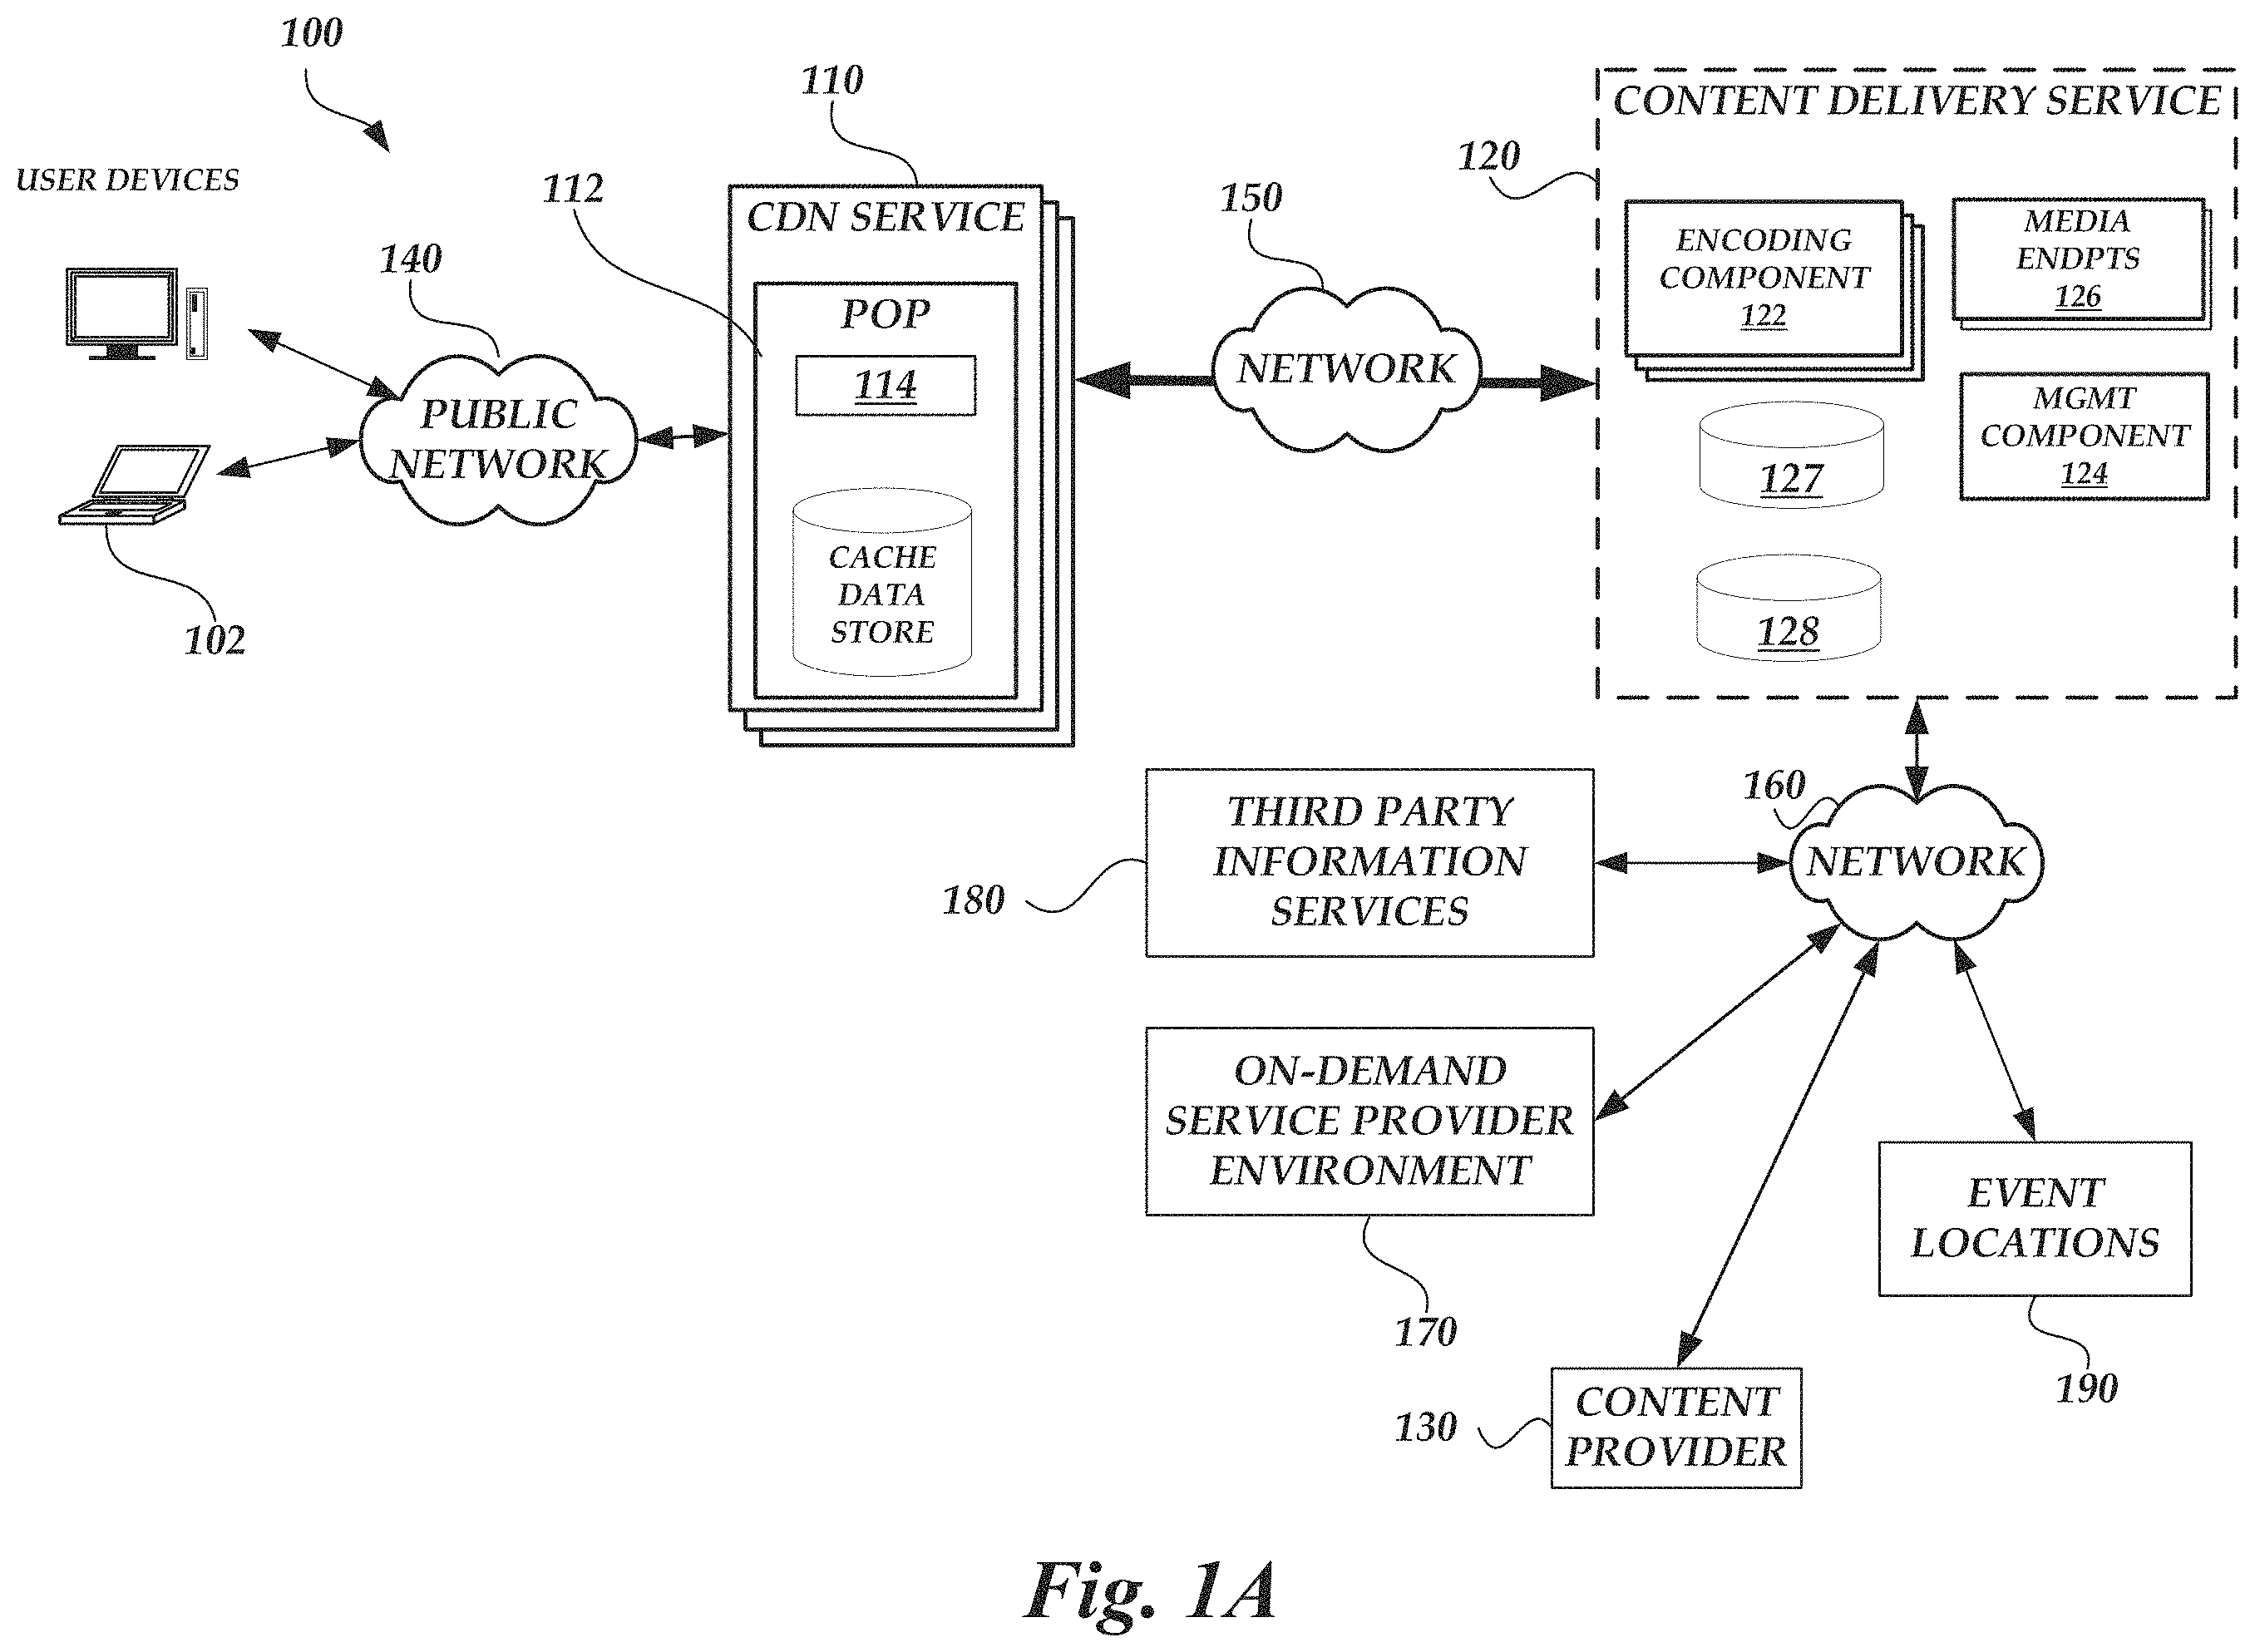 100
USER DEVICES
102
140
PUBLIC
NETWORK
110
112
CDN SERVICE
POP
114
CACHE
DATA
STORE
150
NETWORK
120
CONTENT DELIVERY SERVICE
ENCODING
COMPONENT
122
MEDIA
ENDPTS
126
MGMT
COMPONENT
124
127
128
160
NETWORK
180
THIRD PARTY
INFORMATION
SERVICES
ON-DEMAND
SERVICE PROVIDER
ENVIRONMENT
170
EVENT
LOCATIONS
190
130
CONTENT
PROVIDER
Fig. 1A